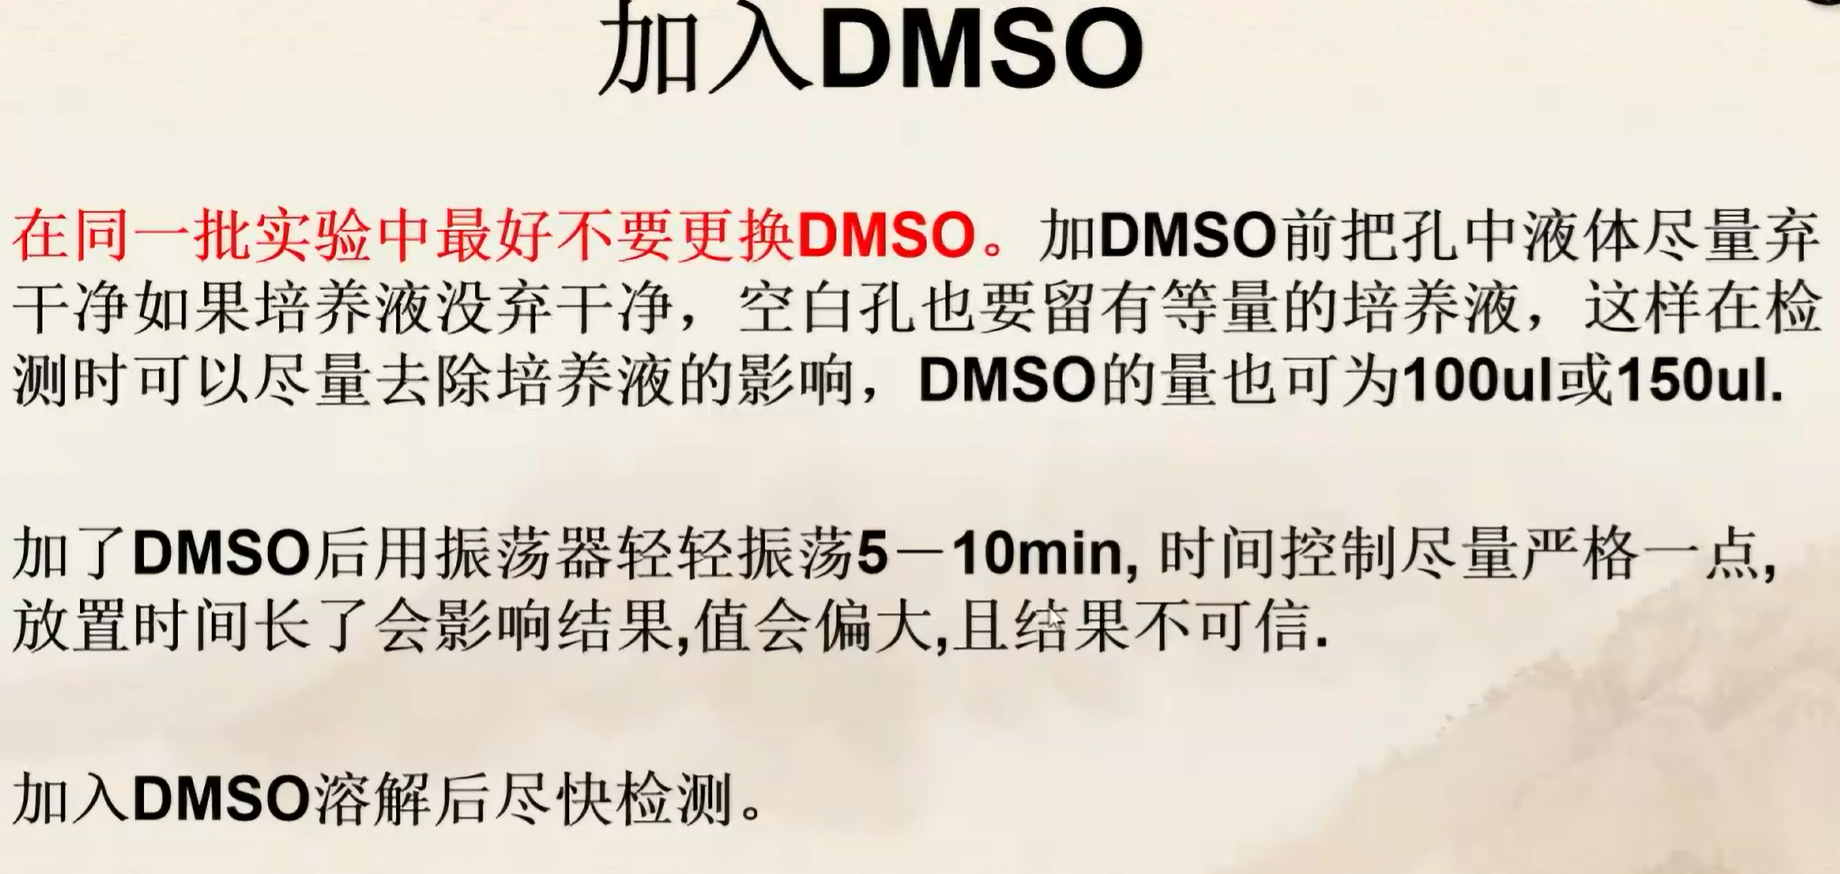 加入DMSO
在同一批实验中最好不要更换DMSO。加DMSO前把孔中液体尽量弃
干净如果培养液没弃干净，空白孔也要留有等量的培养液，这样在检
测时可以尽量去除培养液的影响，DMSO的量也可为100ul或150ul.
加了DMSO后用振荡器轻轻振荡5－10min, 时间控制尽量严格一点,
放置时间长了会影响结果,值会偏大,且结果不可信.
加入DMSO溶解后尽快检测。